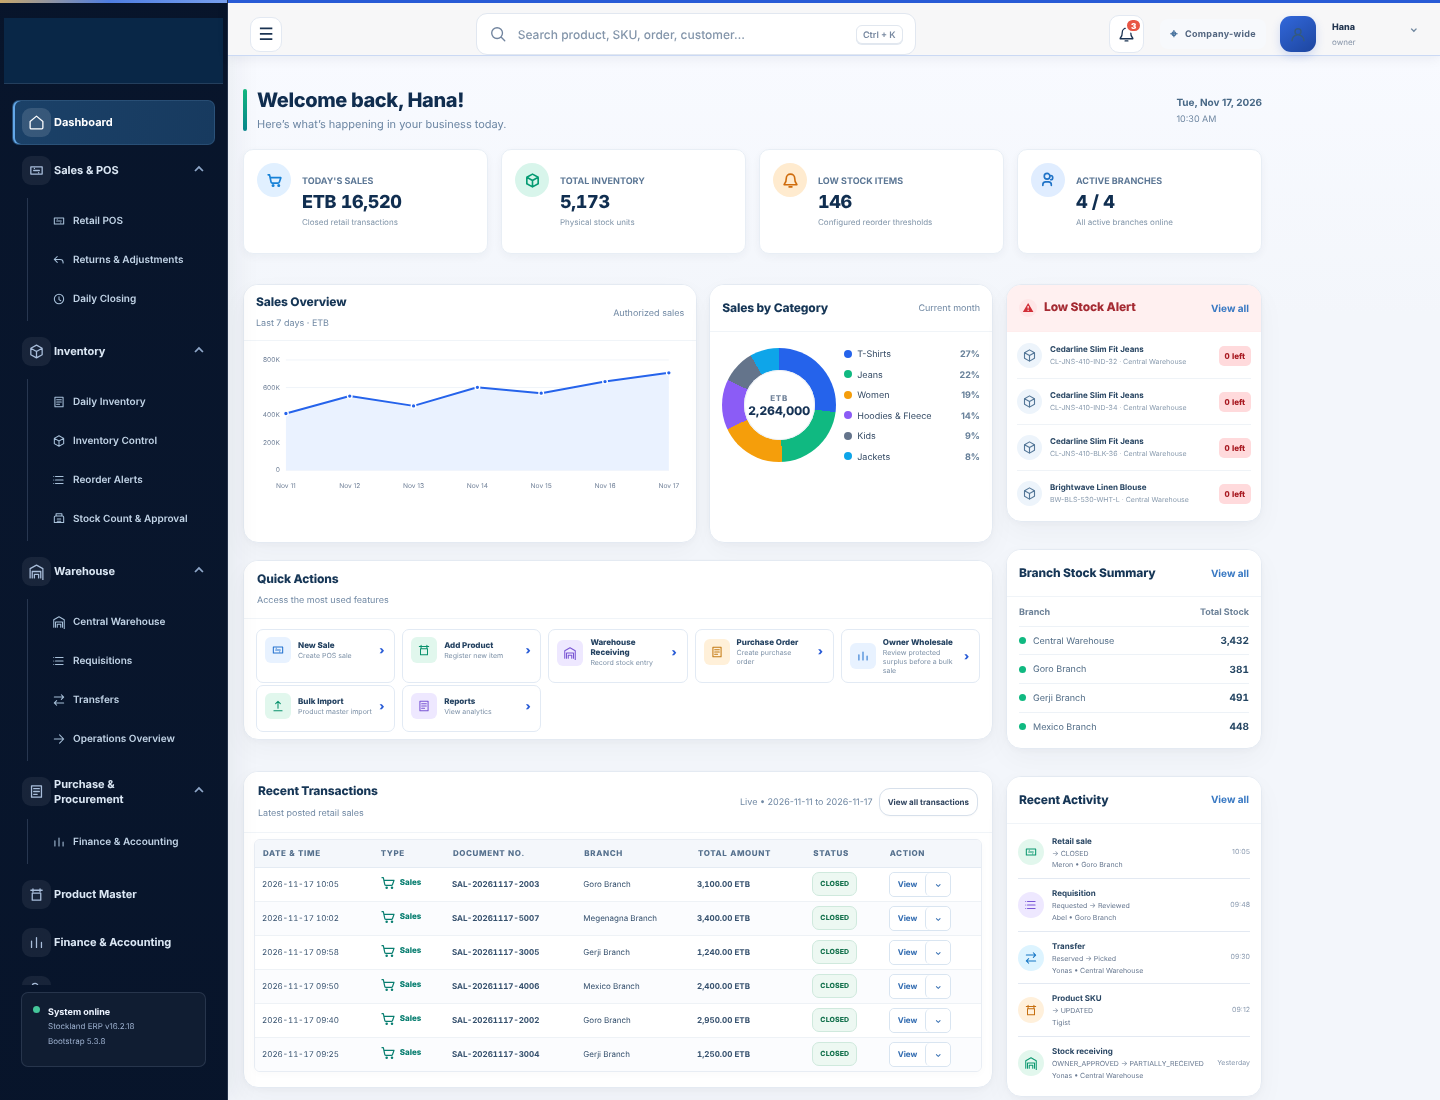 Search product, SKU, order, customer...
Ctrl + K
3
Company-wide
Hana
owner
Dashboard
Sales & POS
Retail POS
Returns & Adjustments
Daily Closing
Inventory
Daily Inventory
Inventory Control
Reorder Alerts
Stock Count & Approval
Warehouse
Central Warehouse
Requisitions
Transfers
Operations Overview
Purchase &
Procurement
Finance & Accounting
Product Master
Finance & Accounting
System online
Stockland ERP v16.2.18
Bootstrap 5.3.8
Welcome back, Hana!
Here's what's happening in your business today.
Tue, Nov 17, 2026
10:30 AM
TODAY'S SALES
ETB 16,520
Closed retail transactions
TOTAL INVENTORY
5,173
Physical stock units
LOW STOCK ITEMS
146
Configured reorder thresholds
ACTIVE BRANCHES
4 / 4
All active branches online
Sales Overview
Last 7 days · ETB
Authorized sales
800K
600K
400K
200K
0
Nov 11 Nov 12 Nov 13 Nov 14 Nov 15 Nov 16 Nov 17
Sales by Category
Current month
ETB
2,264,000
T-Shirts 27%
Jeans 22%
Women 19%
Hoodies & Fleece 14%
Kids 9%
Jackets 8%
Low Stock Alert
View all
Cedarline Slim Fit Jeans
CL-JNS-410-IND-32 · Central Warehouse
0 left
Cedarline Slim Fit Jeans
CL-JNS-410-IND-34 · Central Warehouse
0 left
Cedarline Slim Fit Jeans
CL-JNS-410-BLK-36 · Central Warehouse
0 left
Brightwave Linen Blouse
BW-BLS-530-WHT-L · Central Warehouse
0 left
Quick Actions
Access the most used features
New Sale
Create POS sale
Add Product
Register new item
Warehouse
Receiving
Record stock entry
Purchase Order
Create purchase
order
Owner Wholesale
Review protected
surplus before a bulk
sale
Bulk Import
Product master import
Reports
View analytics
Branch Stock Summary
View all
Branch Total Stock
Central Warehouse 3,432
Goro Branch 381
Gerji Branch 491
Mexico Branch 448
Recent Transactions
Latest posted retail sales
Live • 2026-11-11 to 2026-11-17
View all transactions
DATE & TIME TYPE DOCUMENT NO. BRANCH TOTAL AMOUNT STATUS ACTION
2026-11-17 10:05 Sales SAL-20261117-2003 Goro Branch 3,100.00 ETB CLOSED View
2026-11-17 10:02 Sales SAL-20261117-5007 Megenagna Branch 3,400.00 ETB CLOSED View
2026-11-17 09:58 Sales SAL-20261117-3005 Gerji Branch 1,240.00 ETB CLOSED View
2026-11-17 09:50 Sales SAL-20261117-4006 Mexico Branch 2,400.00 ETB CLOSED View
2026-11-17 09:40 Sales SAL-20261117-2002 Goro Branch 2,950.00 ETB CLOSED View
2026-11-17 09:25 Sales SAL-20261117-3004 Gerji Branch 1,250.00 ETB CLOSED View
Recent Activity
View all
Retail sale
→ CLOSED
Meron • Goro Branch
10:05
Requisition
Requested → Reviewed
Abel • Goro Branch
09:48
Transfer
Reserved → Picked
Yonas • Central Warehouse
09:30
Product SKU
→ UPDATED
Tigist
09:12
Stock receiving
OWNER_APPROVED → PARTIALLY_RECEIVED
Yonas • Central Warehouse
Yesterday